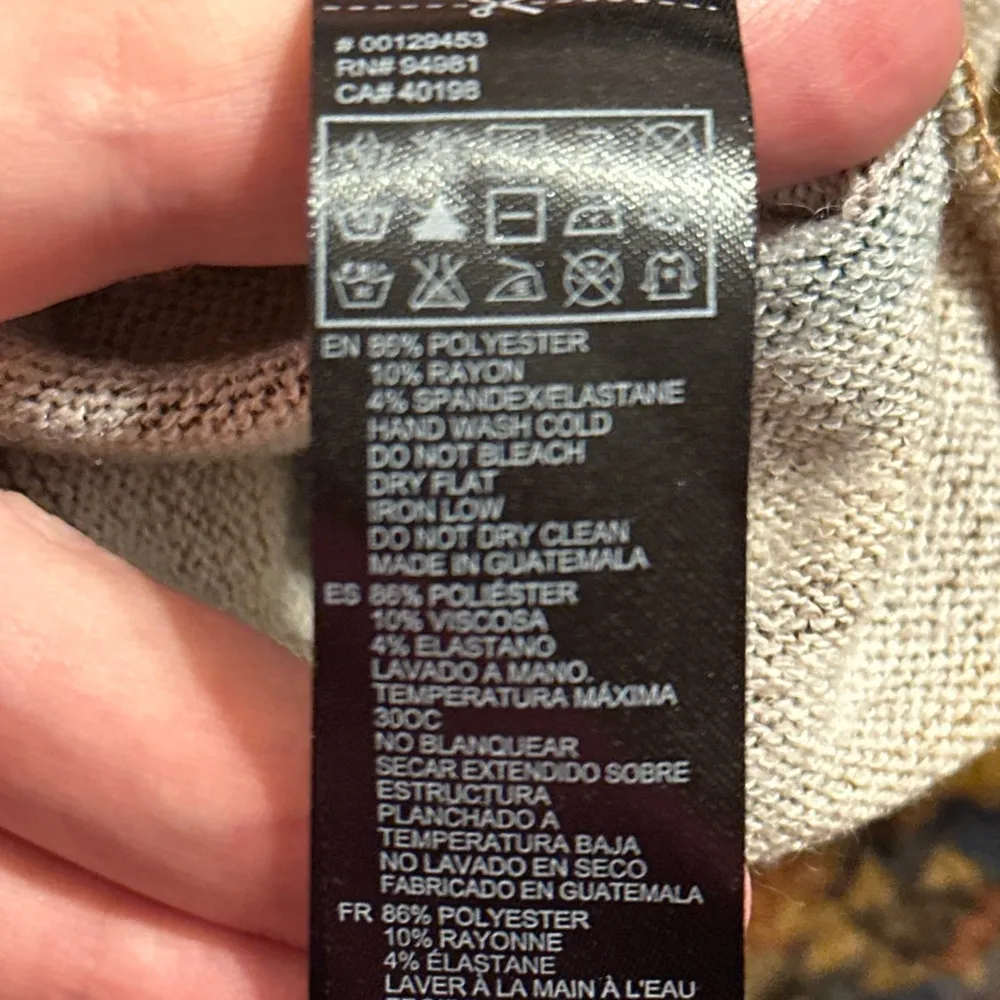 # 00129453
RN# 94981
CA# 40198
EN 86% POLYESTER
10% RAYON
4% SPANDEX/ELASTANE
HAND WASH COLD
DO NOT BLEACH
DRY FLAT
IRON LOW
DO NOT DRY CLEAN
MADE IN GUATEMALA
ES 86% POLIÉSTER
10% VISCOSA
4% ELASTANO
LAVADO A MANO.
TEMPERATURA MÁXIMA
30OC
NO BLANQUEAR
SECAR EXTENDIDO SOBRE
ESTRUCTURA
PLANCHADO A
TEMPERATURA BAJA
NO LAVADO EN SECO
FABRICADO EN GUATEMALA
FR 86% POLYESTER
10% RAYONNE
4% ÉLASTANE
LAVER À LA MAIN À L'EAU